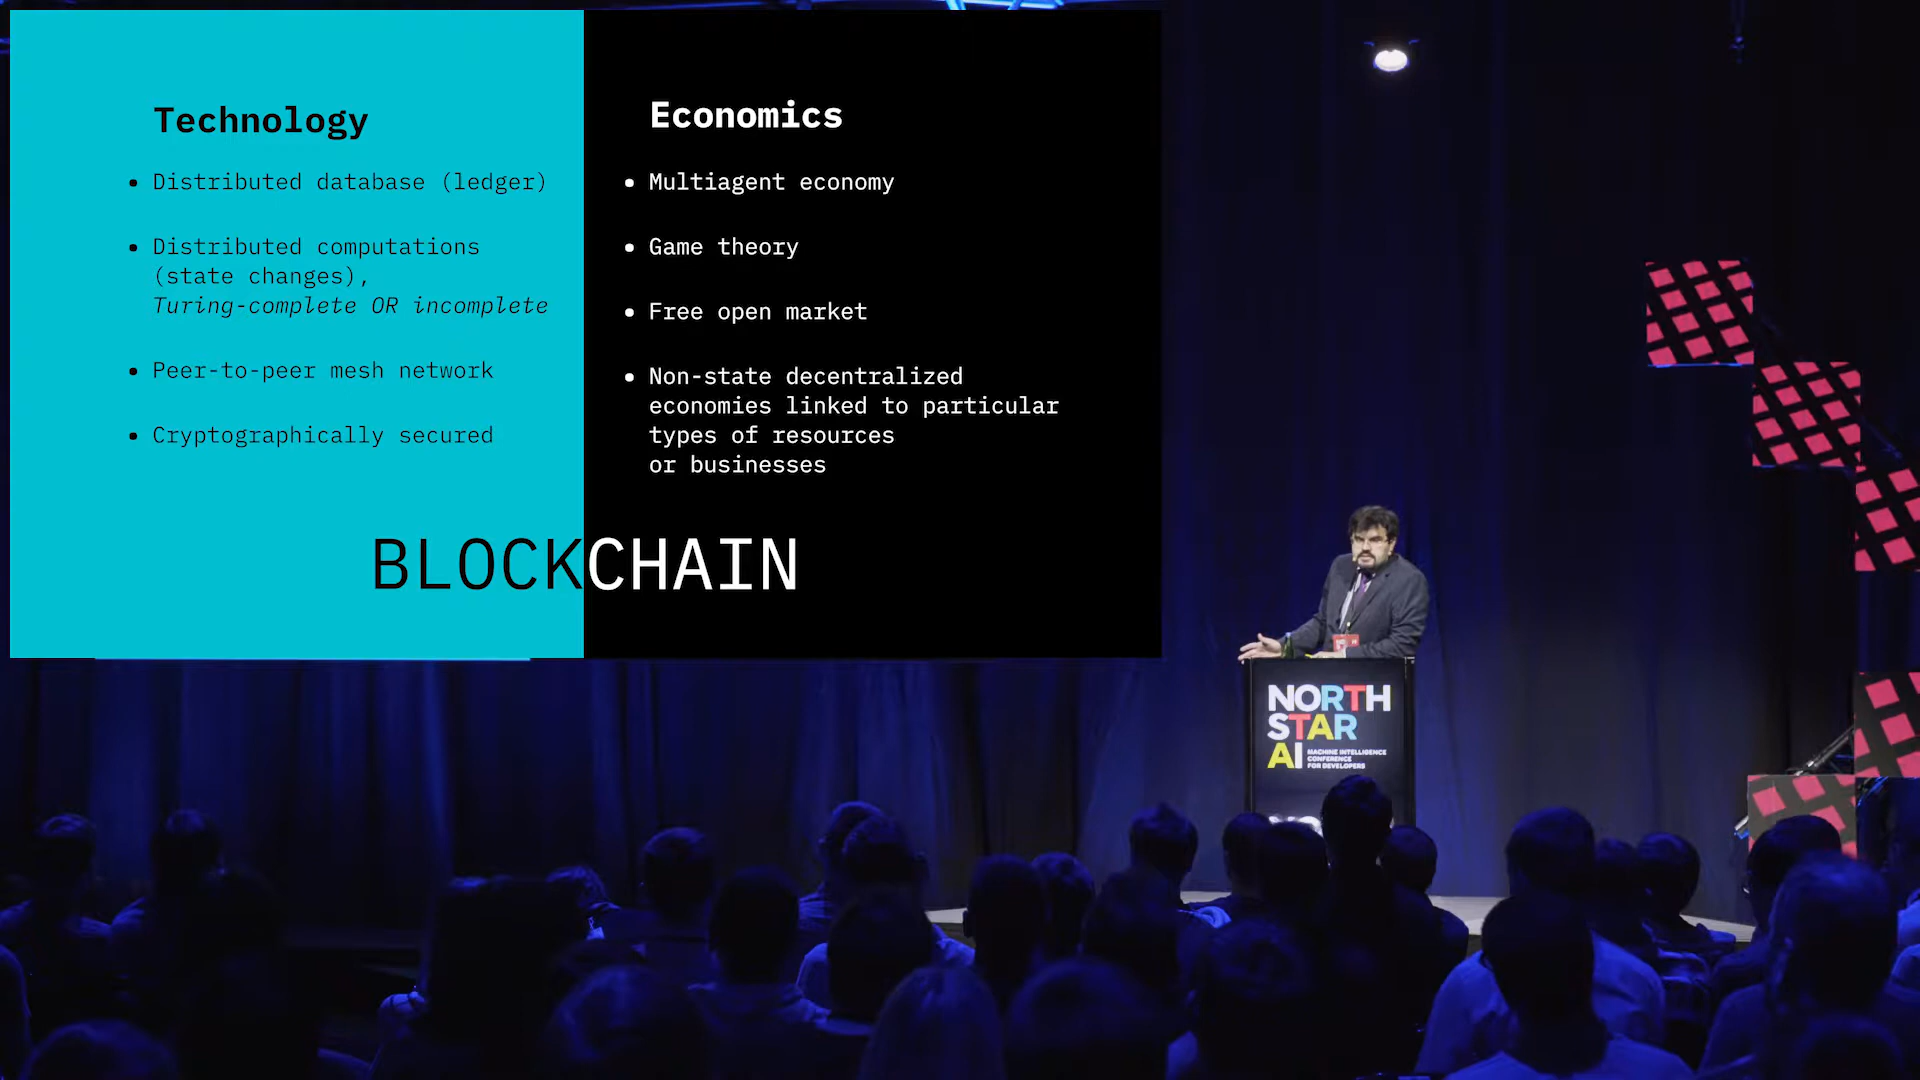 Technology
• Distributed database (ledger)
• Distributed computations
(state changes),
Turing-complete OR incomplete
• Peer-to-peer mesh network
• Cryptographically secured
Economics
• Multiagent economy
• Game theory
• Free open market
• Non-state decentralized
economies linked to particular
types of resources
or businesses
BLOCKCHAIN
NORTH
STAR
AI
MACHINE INTELLIGENCE
CONFERENCE
FOR DEVELOPERS